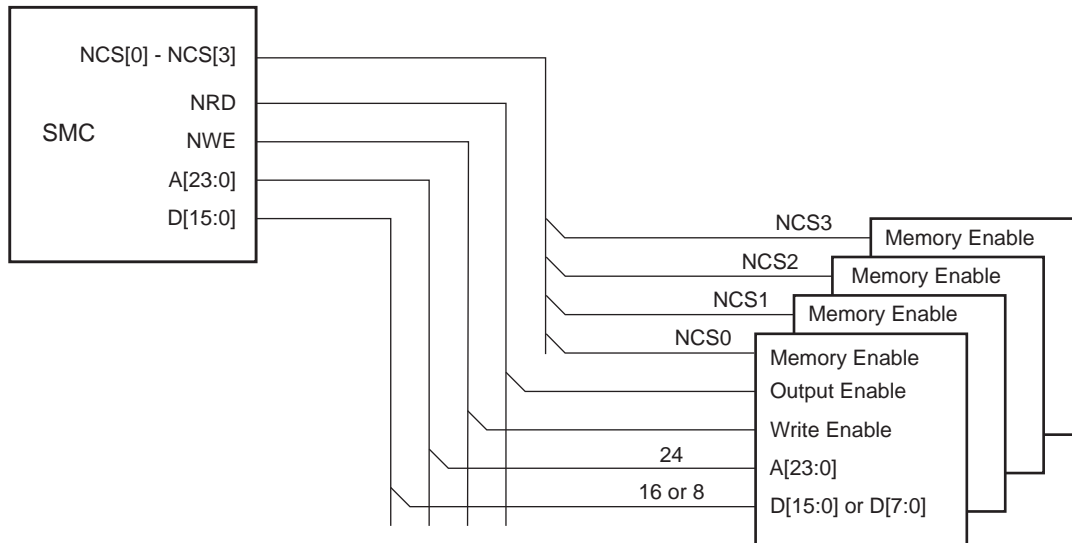 NCS[0] - NCS[3]
NRD
SMC
NWE
A[23:0]
D[15:0]
NCS3
Memory Enable
NCS2
Memory Enable
NCS1
Memory Enable
NCS0
Memory Enable
Output Enable
Write Enable
24
A[23:0]
16 or 8
D[15:0] or D[7:0]